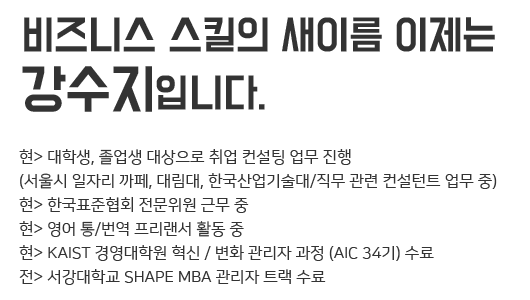 비즈니스 스킬의 새이름 이제는
강수지입니다.
현> 대학생, 졸업생 대상으로 취업 컨설팅 업무 진행
(서울시 일자리 까페, 대림대, 한국산업기술대/직무 관련 컨설턴트 업무 중)
현> 한국표준협회 전문위원 근무 중
현> 영어 통/번역 프리랜서 활동 중
현> KAIST 경영대학원 혁신 / 변화 관리자 과정 (AIC 34기) 수료
전> 서강대학교 SHAPE MBA 관리자 트랙 수료